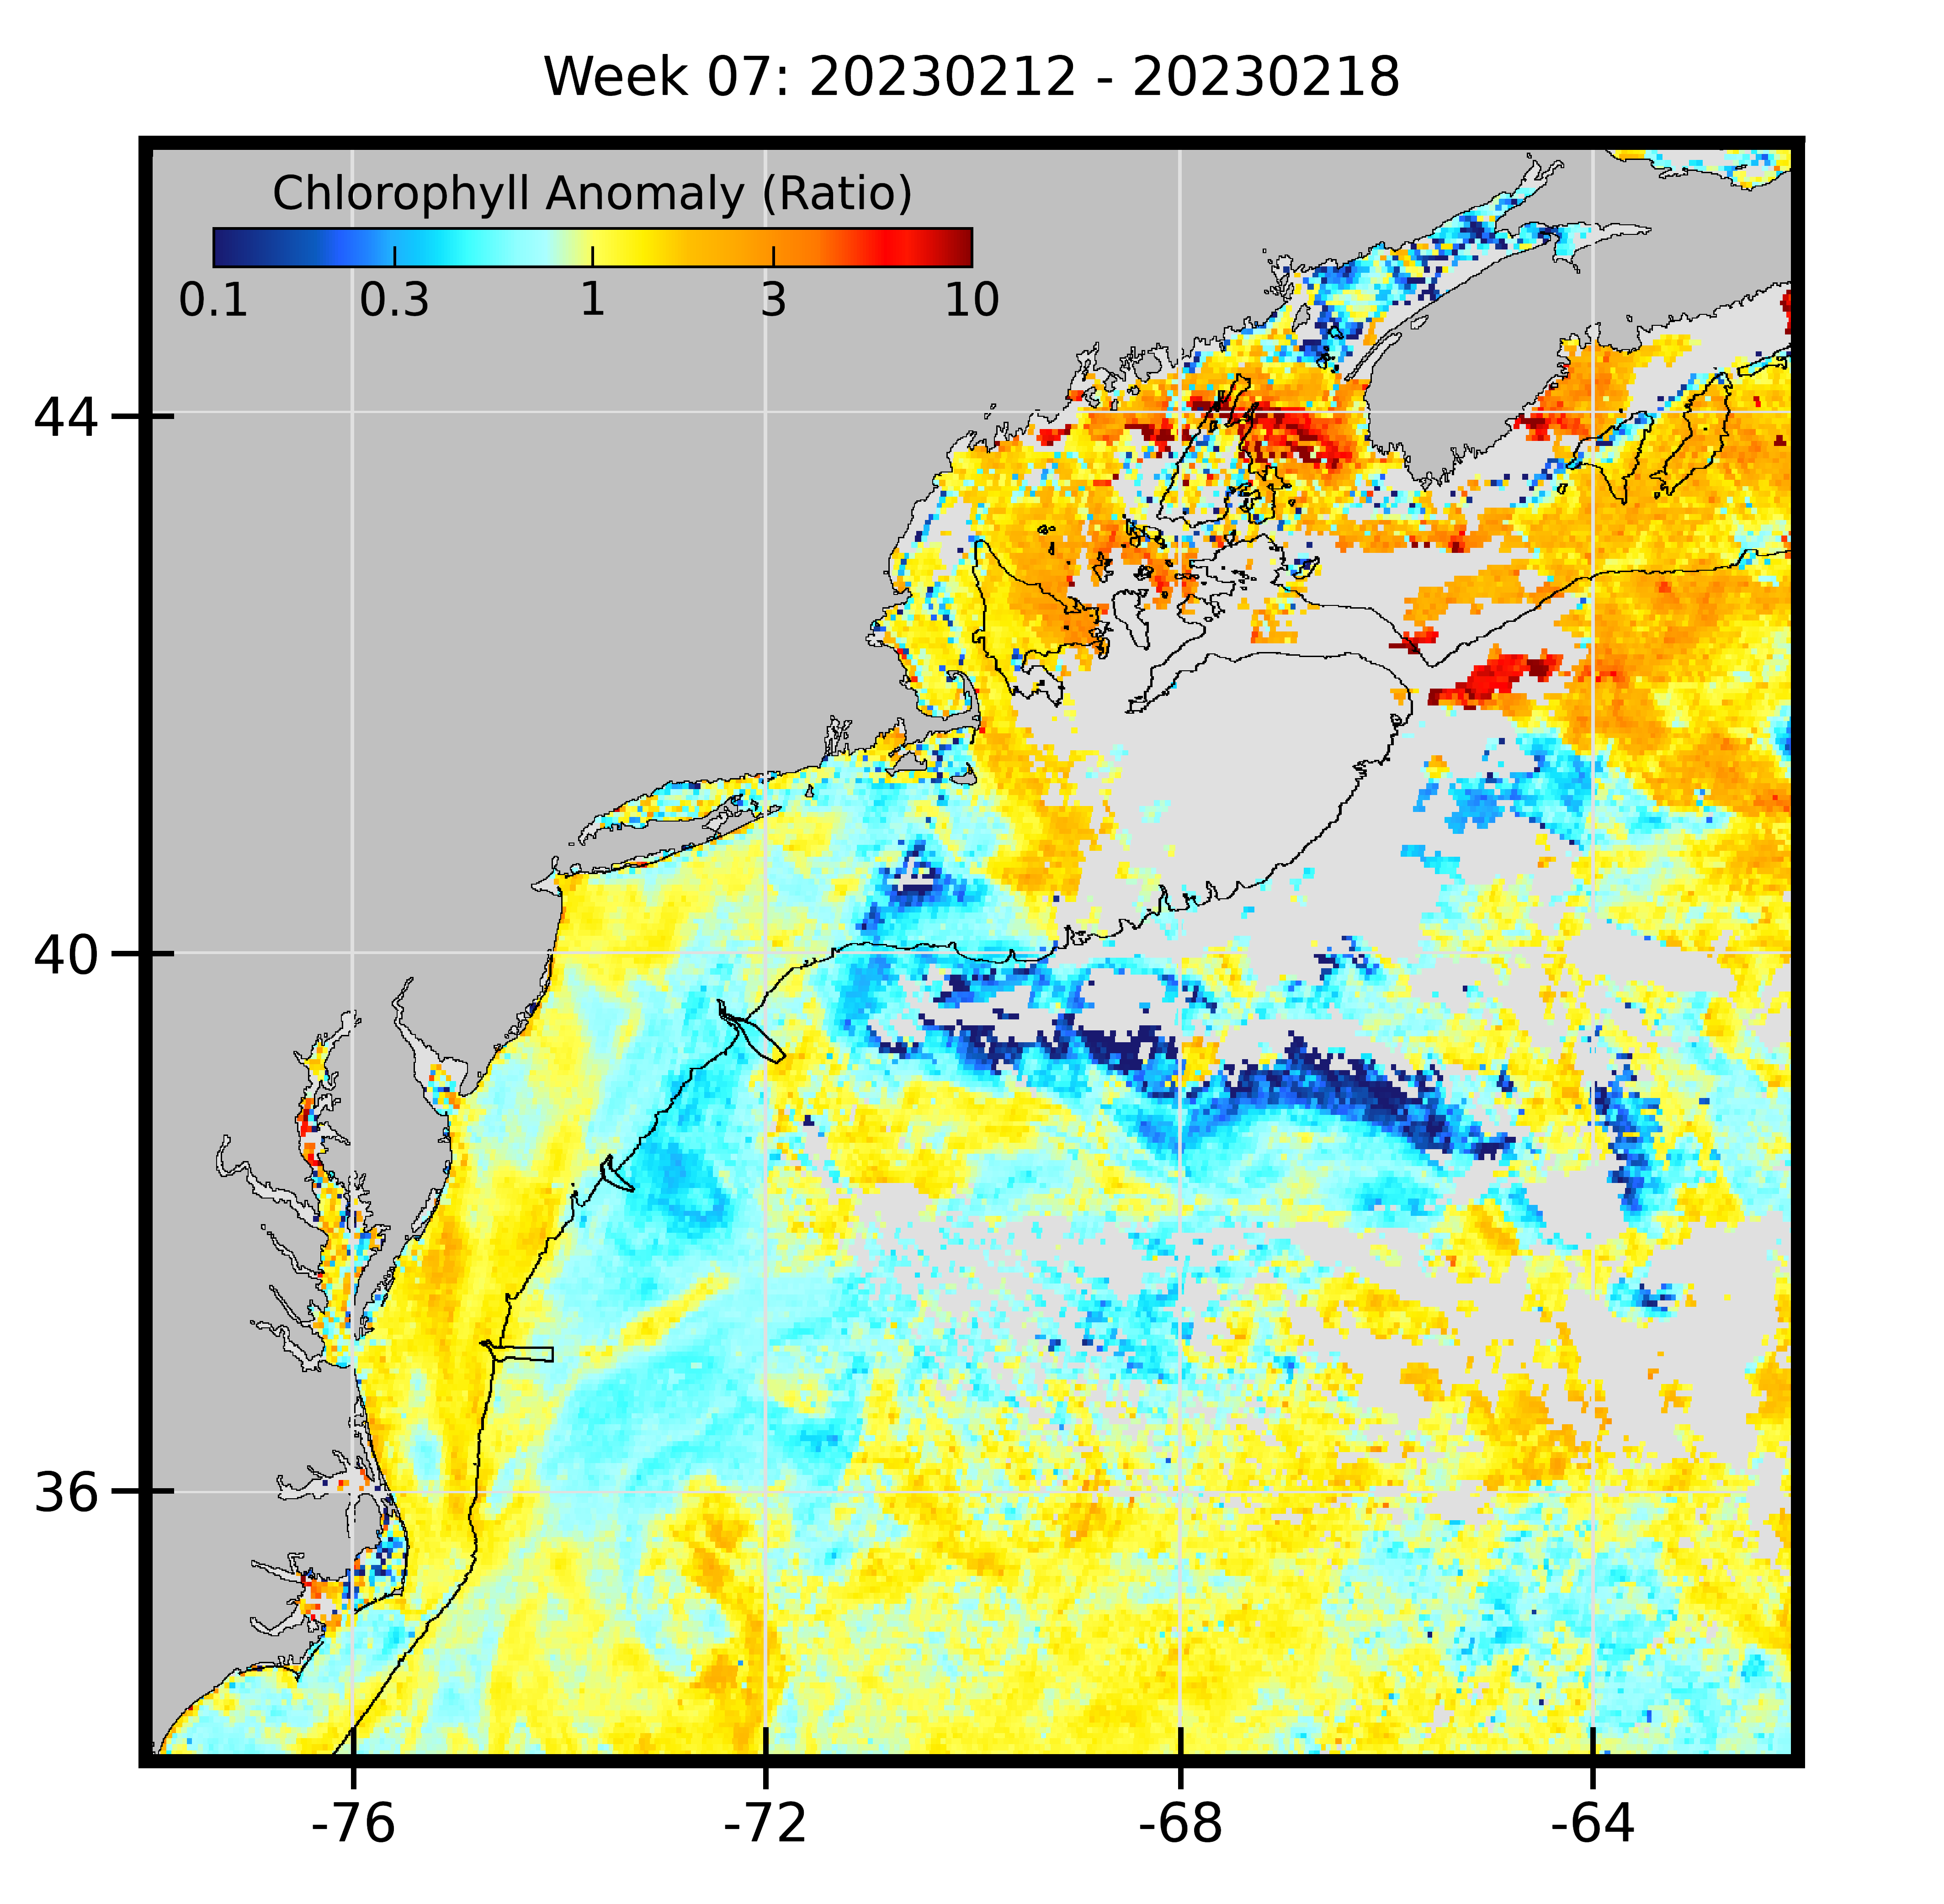 Week 07: 20230212 - 20230218
Chlorophyll Anomaly (Ratio)
0.1 0.3 1 3 10
44
40
36
-76 -72 -68 -64